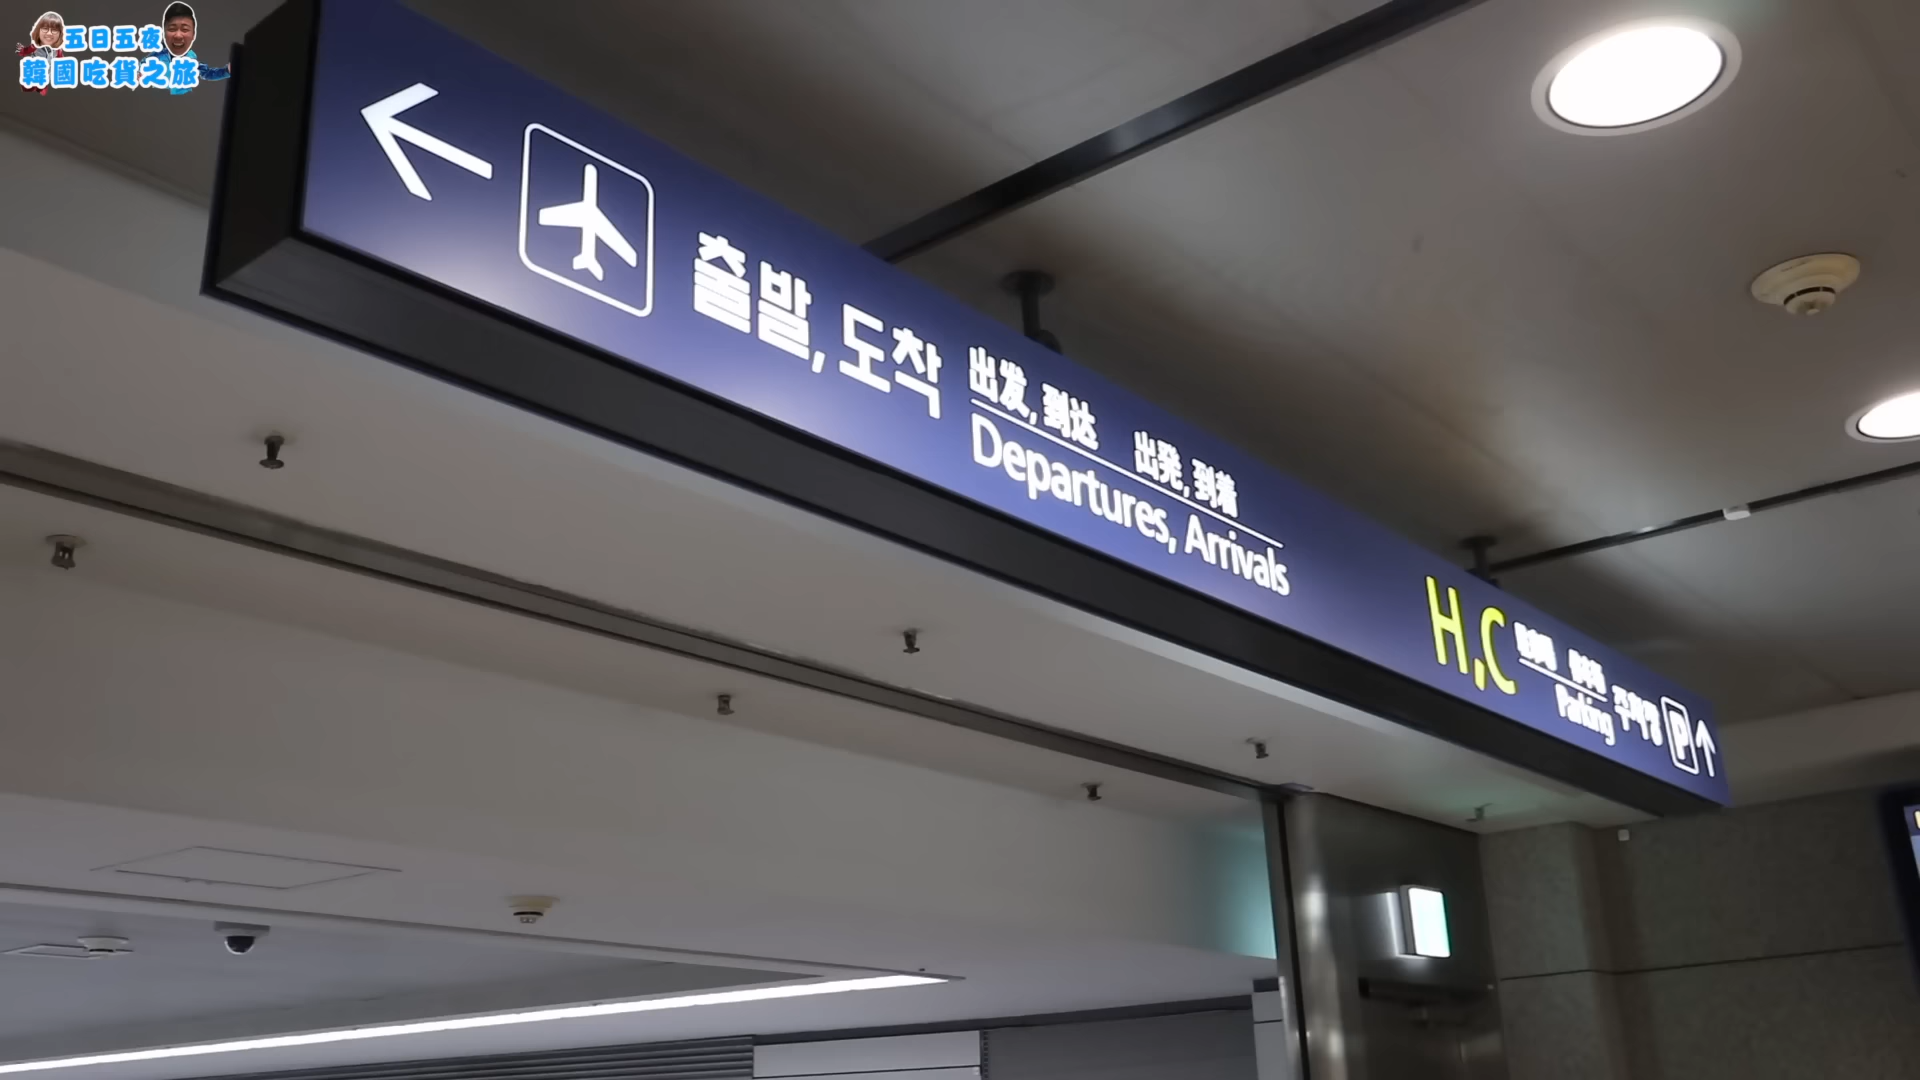 五日五夜
韓國吃貨之旅
출발, 도착
出发, 到达 出発, 到着
Departures, Arrivals
H,C
Parking
주차장
P